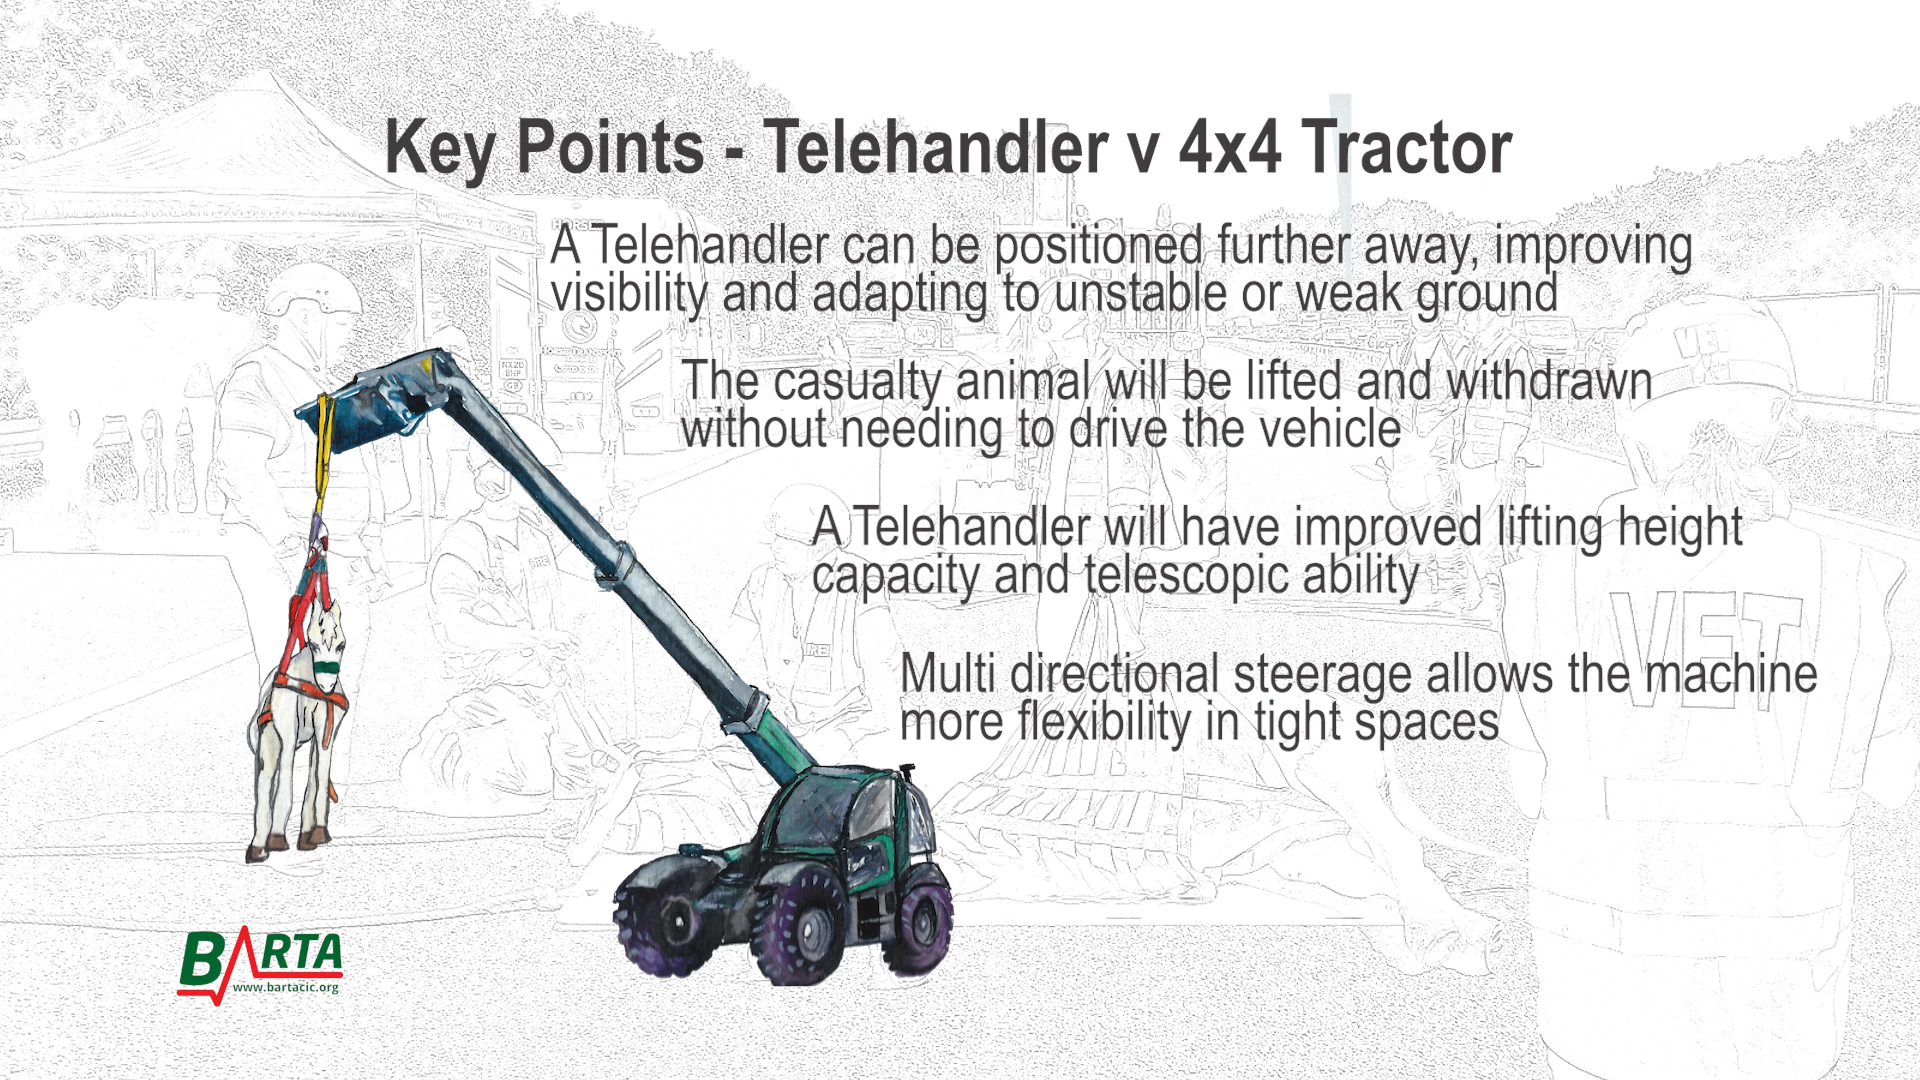 Key Points - Telehandler v 4x4 Tractor
HORSE
A Telehandler can be positioned further away, improving
visibility and adapting to unstable or weak ground
VET
The casualty animal will be lifted and withdrawn
without needing to drive the vehicle
A Telehandler will have improved lifting height
capacity and telescopic ability
VET
Multi directional steerage allows the machine
more flexibility in tight spaces
BARTA
www.bartacic.org